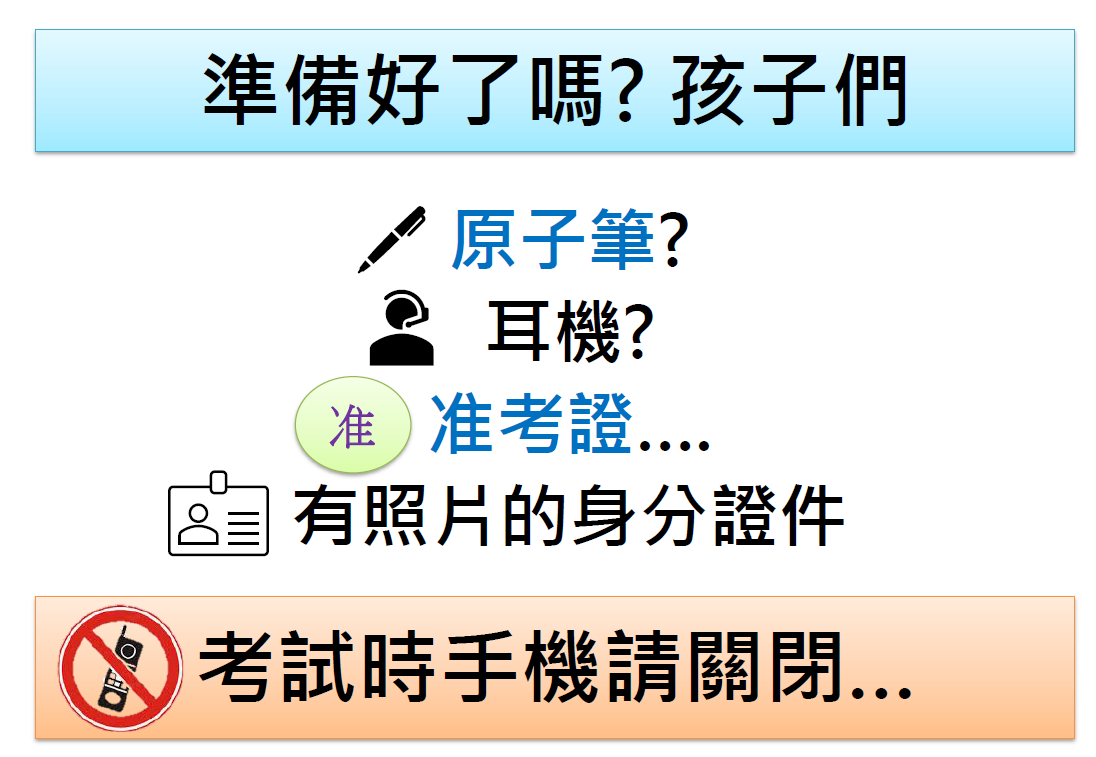 準備好了嗎? 孩子們
原子筆?
耳機?
准 准考證....
有照片的身分證件
考試時手機請關閉...